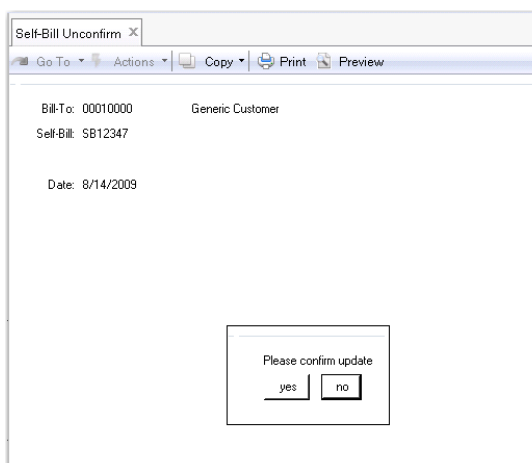 Self-Bill Unconfirm X
Go To Actions Copy Print Preview
Bill-To: 00010000 Generic Customer
Self-Bill: SB12347
Date: 8/14/2009
Please confirm update
yes no